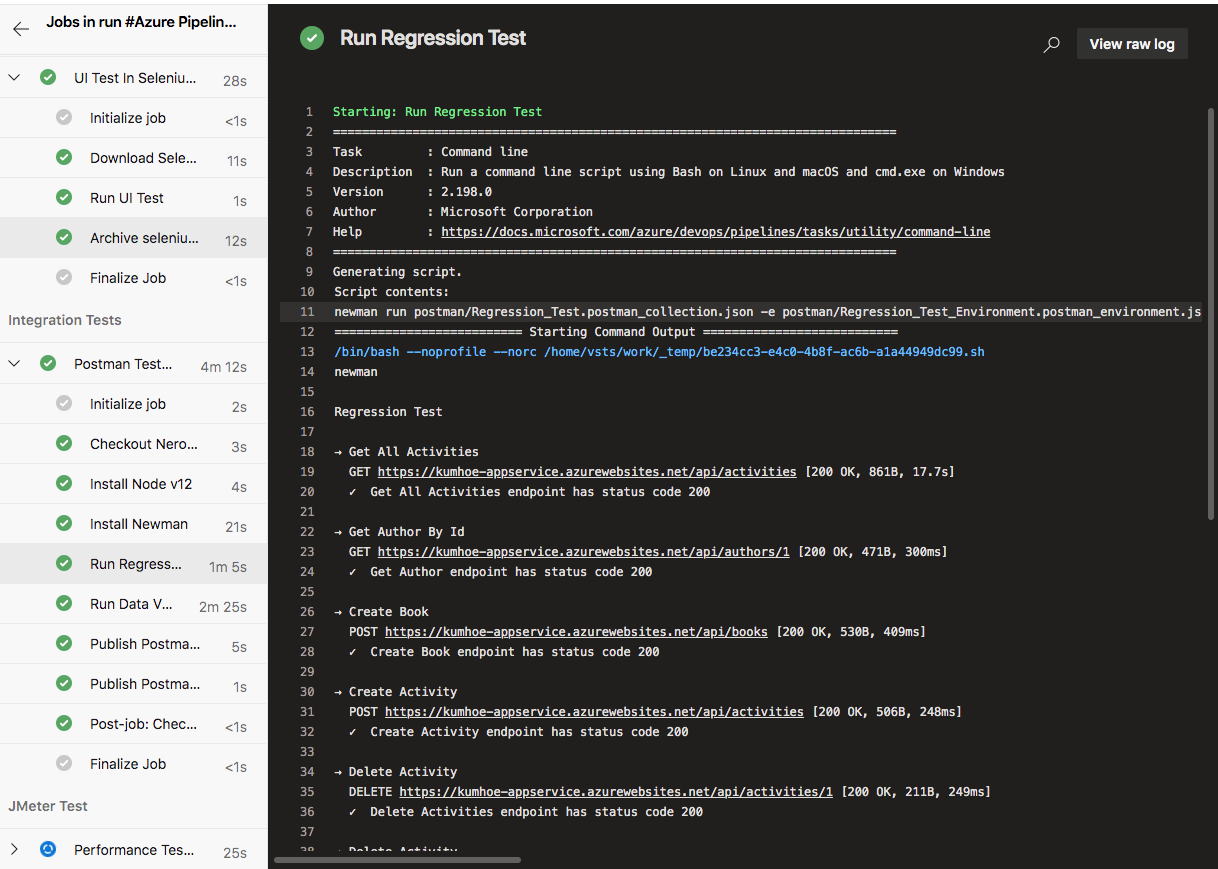 Jobs in run #Azure Pipelin...
UI Test In Seleniu... 28s
Initialize job <1s
Download Sele... 11s
Run UI Test 1s
Archive seleniu... 12s
Finalize Job <1s
Integration Tests
Postman Test... 4m 12s
Initialize job 2s
Checkout Nero... 3s
Install Node v12 4s
Install Newman 21s
Run Regress... 1m 5s
Run Data V... 2m 25s
Publish Postma... 5s
Publish Postma... 1s
Post-job: Chec... <1s
Finalize Job <1s
JMeter Test
Performance Tes... 25s
Run Regression Test
View raw log
1 Starting: Run Regression Test
2 ==============================================================================
3 Task : Command line
4 Description : Run a command line script using Bash on Linux and macOS and cmd.exe on Windows
5 Version : 2.198.0
6 Author : Microsoft Corporation
7 Help : https://docs.microsoft.com/azure/devops/pipelines/tasks/utility/command-line
8 ==============================================================================
9 Generating script.
10 Script contents:
11 newman run postman/Regression_Test.postman_collection.json -e postman/Regression_Test_Environment.postman_environment.js
12 ========================== Starting Command Output ===========================
13 /bin/bash --noprofile --norc /home/vsts/work/_temp/be234cc3-e4c0-4b8f-ac6b-a1a44949dc99.sh
14 newman
15
16 Regression Test
17
18 → Get All Activities
19 GET https://kumhoe-appservice.azurewebsites.net/api/activities [200 OK, 861B, 17.7s]
20 ✓ Get All Activities endpoint has status code 200
21
22 → Get Author By Id
23 GET https://kumhoe-appservice.azurewebsites.net/api/authors/1 [200 OK, 471B, 300ms]
24 ✓ Get Author endpoint has status code 200
25
26 → Create Book
27 POST https://kumhoe-appservice.azurewebsites.net/api/books [200 OK, 530B, 409ms]
28 ✓ Create Book endpoint has status code 200
29
30 → Create Activity
31 POST https://kumhoe-appservice.azurewebsites.net/api/activities [200 OK, 506B, 248ms]
32 ✓ Create Activity endpoint has status code 200
33
34 → Delete Activity
35 DELETE https://kumhoe-appservice.azurewebsites.net/api/activities/1 [200 OK, 211B, 249ms]
36 ✓ Delete Activities endpoint has status code 200
37
38 → Delete Activity